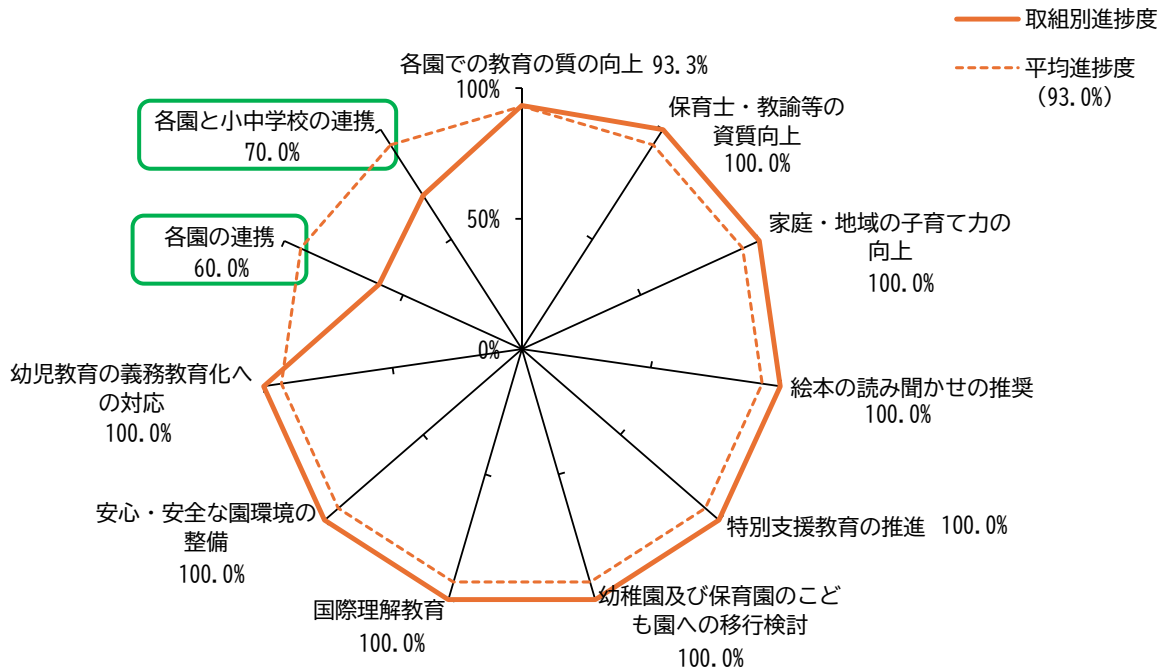 取組別進捗度
平均進捗度
（93.0%）
各園での教育の質の向上 93.3%
100%
50%
0%
保育士・教諭等の
資質向上
100.0%
家庭・地域の子育て力の
向上
100.0%
絵本の読み聞かせの推奨
100.0%
特別支援教育の推進 100.0%
幼稚園及び保育園のこど
も園への移行検討
100.0%
国際理解教育
100.0%
安心・安全な園環境の
整備
100.0%
幼児教育の義務教育化へ
の対応
100.0%
各園の連携
60.0%
各園と小中学校の連携
70.0%